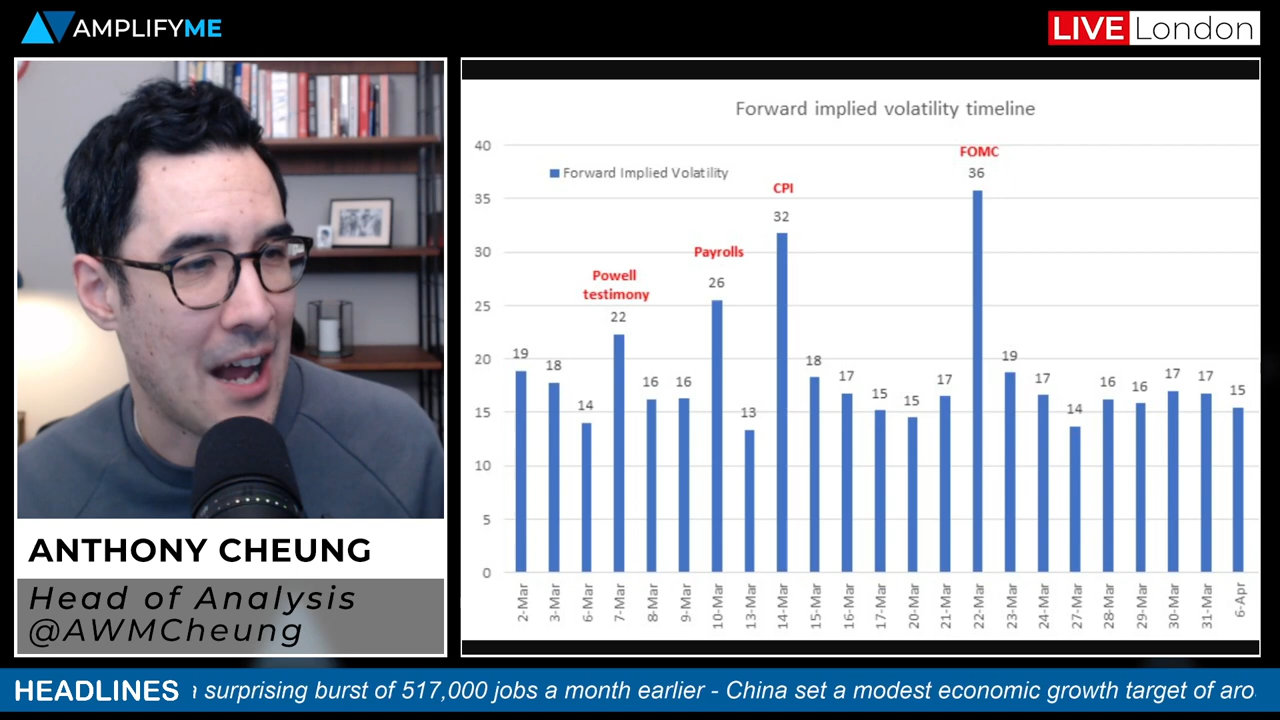 AMPLIFYME
LIVE London
Forward implied volatility timeline
40
35
30
25
20
15
10
5
0
Forward Implied Volatility
Powell
testimony
Payrolls
CPI
FOMC
19
18
14
22
16
16
26
13
32
18
17
15
15
17
36
19
17
14
16
16
17
17
15
2-Mar
3-Mar
6-Mar
7-Mar
8-Mar
9-Mar
10-Mar
13-Mar
14-Mar
15-Mar
16-Mar
17-Mar
20-Mar
21-Mar
22-Mar
23-Mar
24-Mar
27-Mar
28-Mar
29-Mar
30-Mar
31-Mar
6-Apr
ANTHONY CHEUNG
Head of Analysis
@AWMCheung
HEADLINES surprising burst of 517,000 jobs a month earlier - China set a modest economic growth target of aro